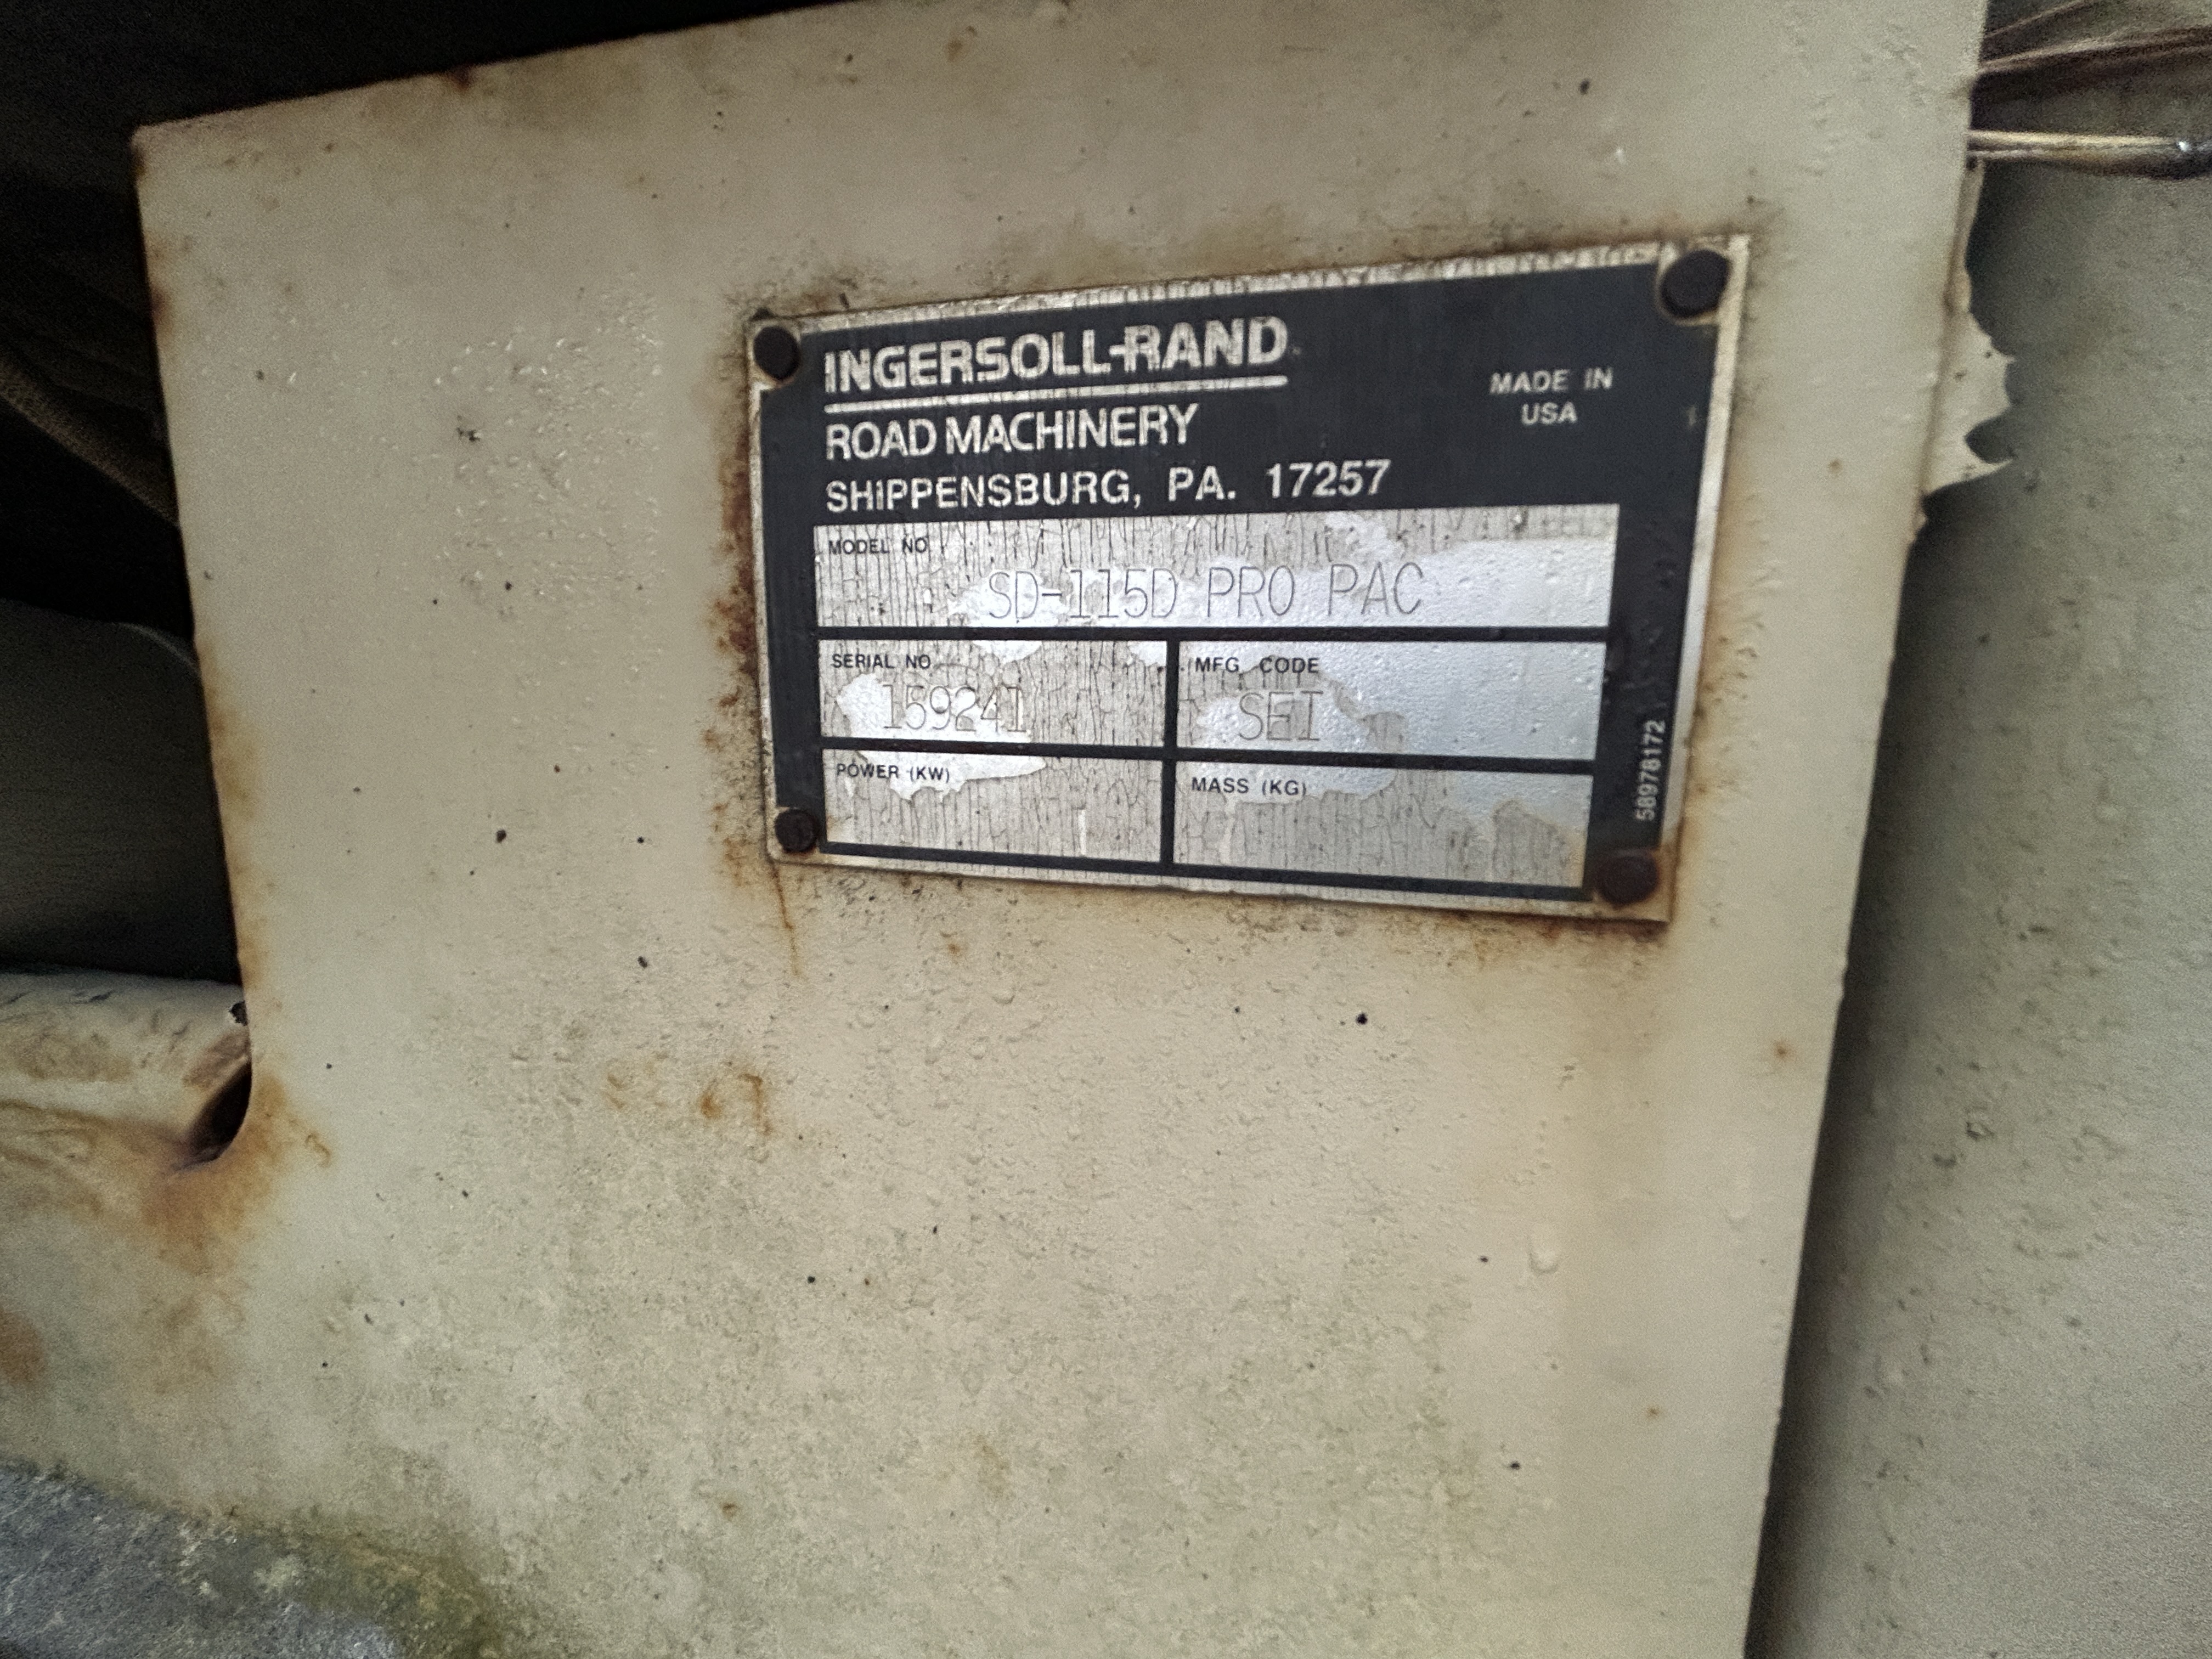 INGERSOLL-RAND
ROAD MACHINERY
SHIPPENSBURG, PA. 17257
MADE IN
USA
MODEL NO
SD-115D PRO PAC
SERIAL NO
159241
MFG CODE
SEI
POWER (KW)
MASS (KG)
58978172